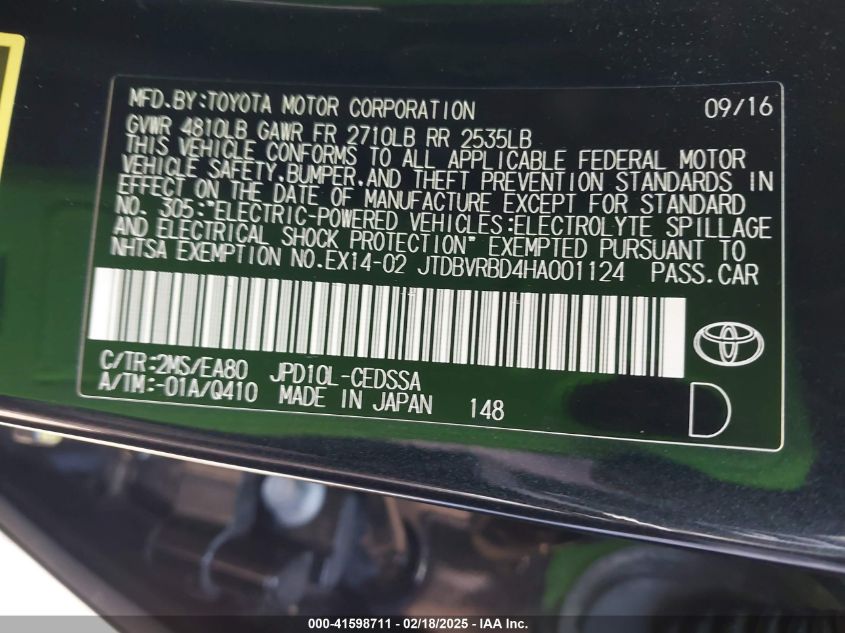 MFD.BY:TOYOTA MOTOR CORPORATION 09/16
GVWR 4810LB GAWR FR 2710LB RR 2535LB
THIS VEHICLE CONFORMS TO ALL APPLICABLE FEDERAL MOTOR
VEHICLE SAFETY,BUMPER,AND THEFT PREVENTION STANDARDS IN
EFFECT ON THE DATE OF MANUFACTURE EXCEPT FOR STANDARD
NO. 305:"ELECTRIC-POWERED VEHICLES:ELECTROLYTE SPILLAGE
AND ELECTRICAL SHOCK PROTECTION" EXEMPTED PURSUANT TO
NHTSA EXEMPTION NO.EX14-02 JTDBVRBD4HA001124 PASS.CAR
C/TR:2MS/EA80 JPD10L-CEDSSA
A/TM:-01A/Q410 MADE IN JAPAN 148
D
000-41598711 - 02/18/2025 - IAA Inc.